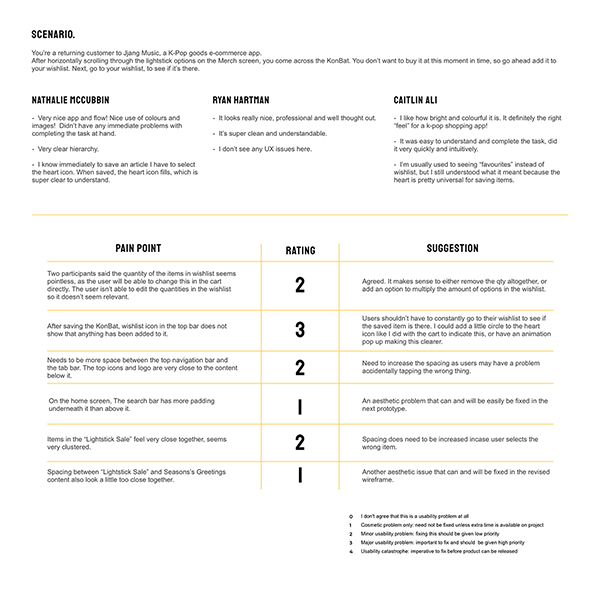 SCENARIO.
You're a returning customer to Jjang Music, a K-Pop goods e-commerce app.
After horizontally scrolling through the lightstick options on the Merch screen, you come across the KonBat. You don't want to buy it at this moment in time, so go ahead add it to
your wishlist. Next, go to your wishlist, to see if it's there.
NATHALIE MCCUBBIN
- Very nice app and flow! Nice use of colours and
images! Didn't have any immediate problems with
completing the task at hand.
- Very clear hierarchy.
- I know immediately to save an article I have to select
the heart icon. When saved, the heart icon fills, which is
super clear to understand.
RYAN HARTMAN
- It looks really nice, professional and well thought out.
- It's super clean and understandable.
- I don't see any UX issues here.
CAITLIN ALI
- I like how bright and colourful it is. It definitely the right
"feel" for a k-pop shopping app!
- It was easy to understand and complete the task, did
it very quickly and intuitively.
- I'm usually used to seeing "favourites" instead of
wishlist, but I still understood what it meant because the
heart is pretty universal for saving items.
PAIN POINT
RATING
SUGGESTION
Two participants said the quantity of the items in wishlist seems
pointless, as the user will be able to change this in the cart
directly. The user isn't able to edit the quantities in the wishlist
so it doesn't seem relevant.
2
Agreed. It makes sense to either remove the qty altogether, or
add an option to multiply the amount of options in the wishlist.
After saving the KonBat, wishlist icon in the top bar does not
show that anything has been added to it.
3
Users shouldn't have to constantly go to their wishlist to see if
the saved item is there. I could add a little circle to the heart
icon like I did with the cart to indicate this, or have an animation
pop up making this clearer.
Needs to be more space between the top navigation bar and
the tab bar. The top icons and logo are very close to the content
below it.
2
Need to increase the spacing as users may have a problem
accidentally tapping the wrong thing.
On the home screen, The search bar has more padding
underneath it than above it.
1
An aesthetic problem that can and will be easily be fixed in the
next prototype.
Items in the "Lightstick Sale" feel very close together, seems
very clustered.
2
Spacing does need to be increased incase user selects the
wrong item.
Spacing between "Lightstick Sale" and Seasons's Greetings
content also look a little too close together.
1
Another aesthetic issue that can and will be fixed in the revised
wireframe.
0 I don't agree that this is a usability problem at all
1 Cosmetic problem only: need not be fixed unless extra time is available on project
2 Minor usability problem: fixing this should be given low priority
3 Major usability problem: important to fix and should be given high priority
4 Usability catastrophe: imperative to fix before product can be released